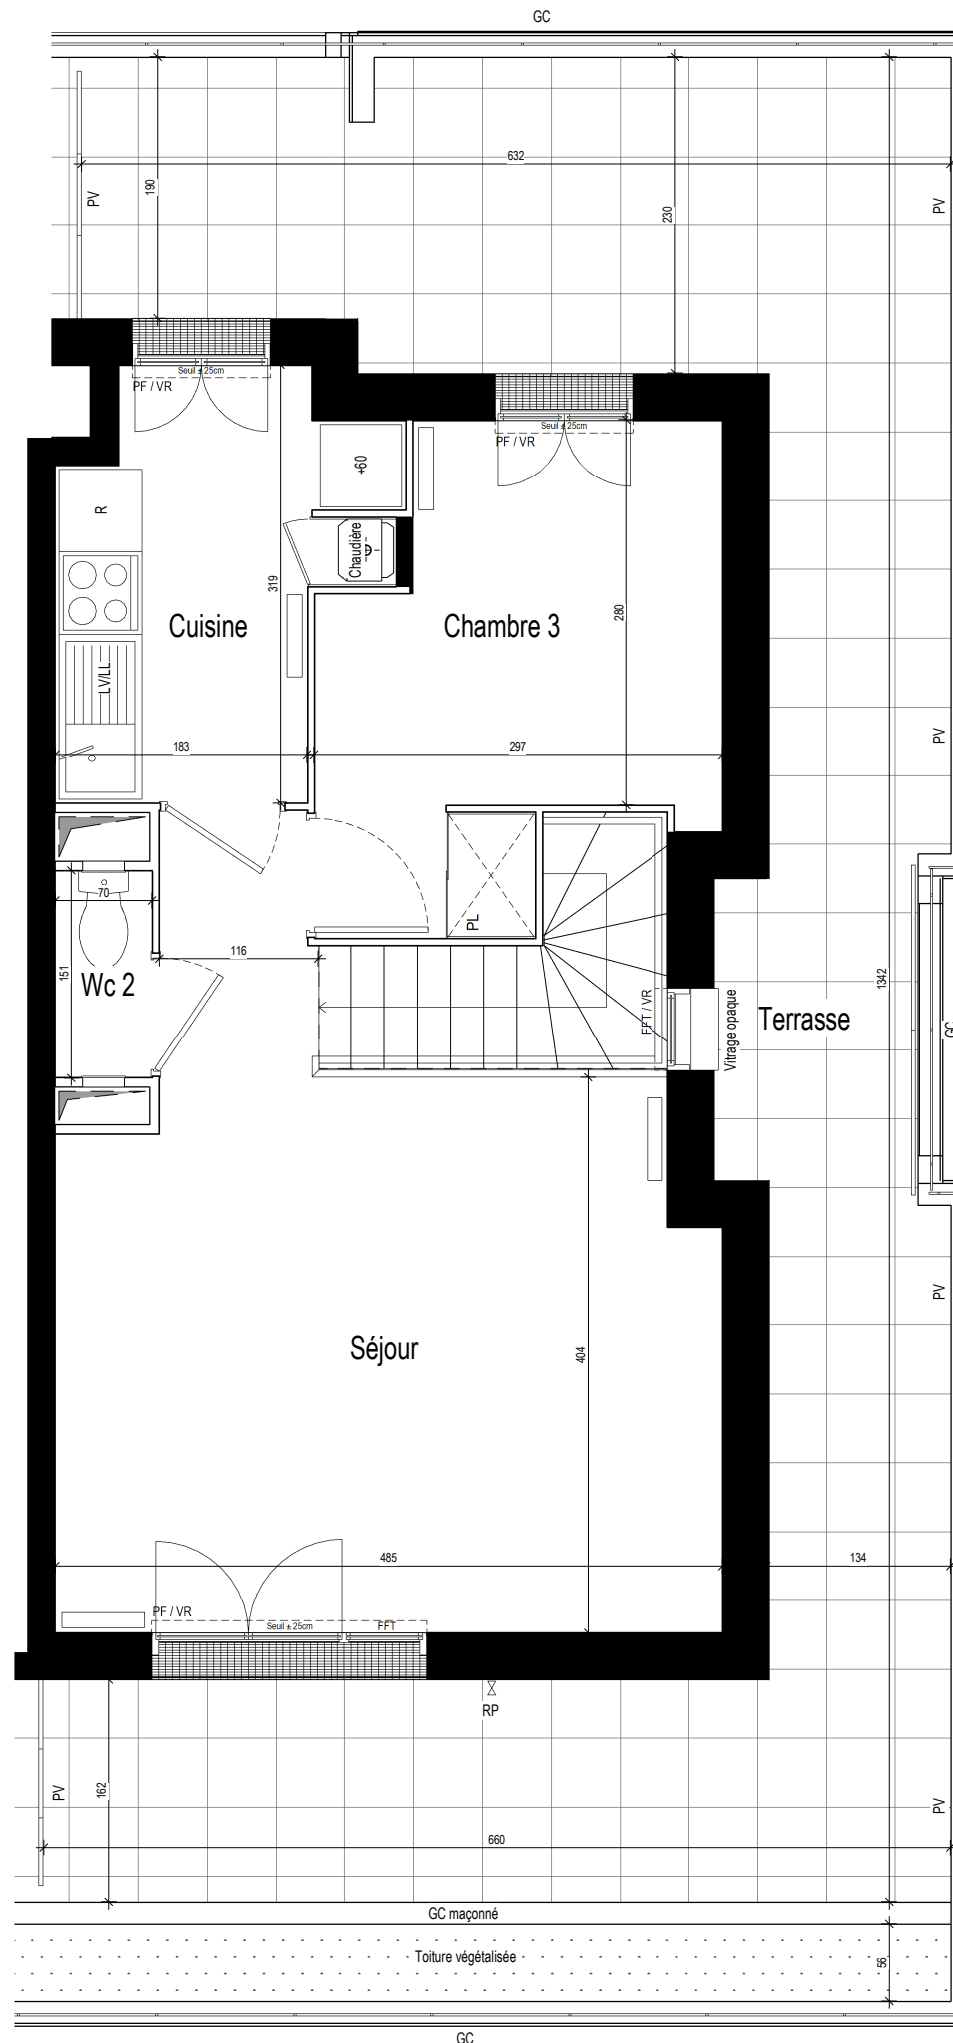 GC
632
190
PV
230
PV
Seuil ± 25cm
PF / VR
Seuil ± 25cm
PF / VR
+60
R
Chaudière
319
280
Cuisine
Chambre 3
LV/LL
PV
183
297
70
PL
116
151
Wc 2
1342
FFT / VR
Vitrage opaque
Terrasse
GC
PV
Séjour
404
485
134
PF / VR
Seuil ± 25cm
FFT
RP
PV
162
PV
660
GC maçonné
Toiture végétalisée
56
GC